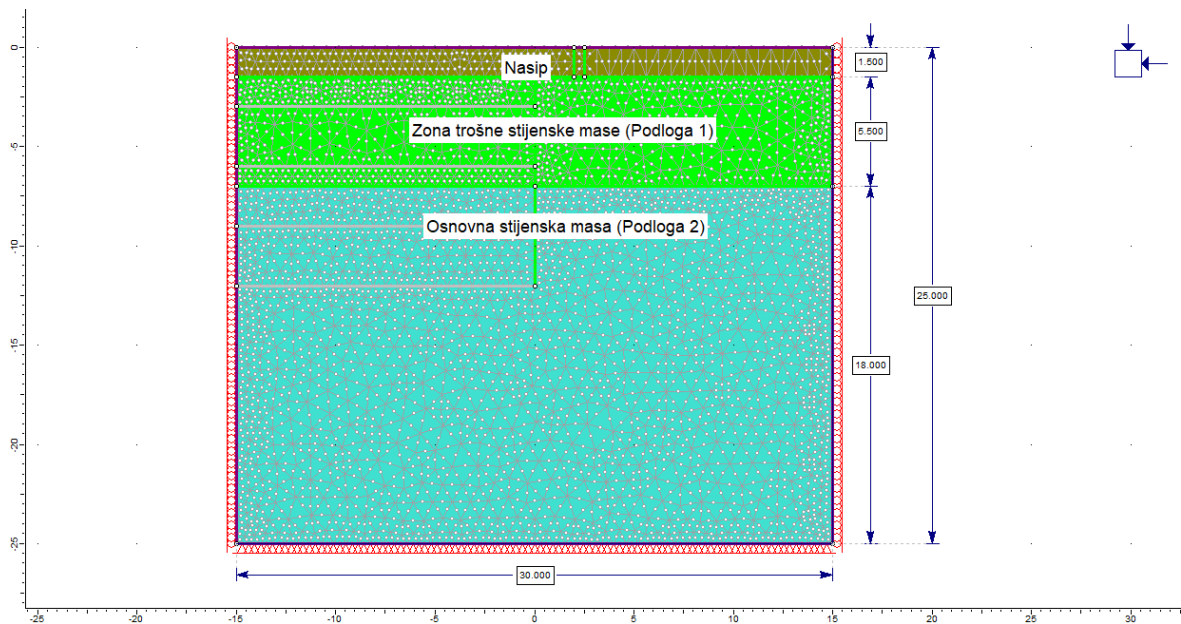 0
-5
-10
-15
-20
-25
Nasip
Zona trošne stijenske mase (Podloga 1)
Osnovna stijenska masa (Podloga 2)
1.500
5.500
25.000
18.000
30.000
-25 -20 -15 -10 -5 0 5 10 15 20 25 30